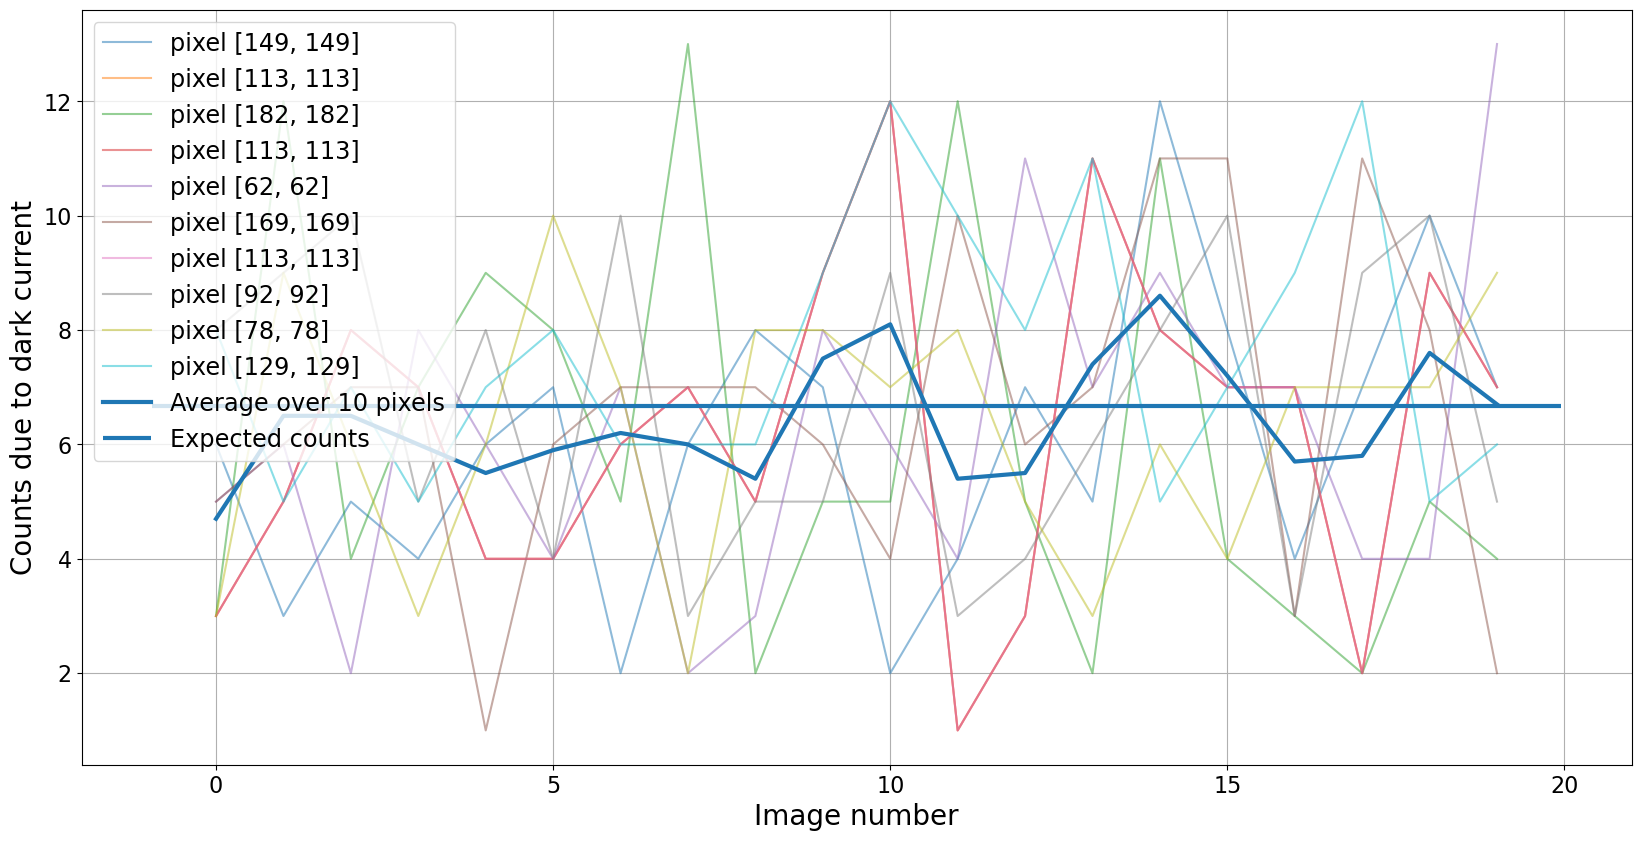 pixel [149, 149]
pixel [113, 113]
pixel [182, 182]
pixel [113, 113]
pixel [62, 62]
pixel [169, 169]
pixel [113, 113]
pixel [92, 92]
pixel [78, 78]
pixel [129, 129]
Average over 10 pixels
Expected counts
Counts due to dark current
12
10
8
6
4
2
0 5 10 15 20
Image number